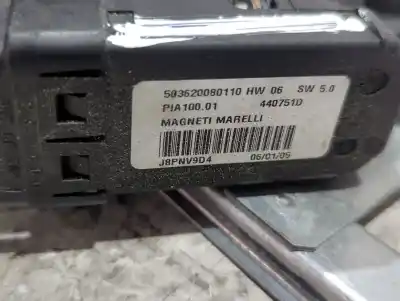 503620080110 HW 06 SW 5.0
PIA100.01 440751D
MAGNETI MARELLI
J8PNV9D4 06/01/09